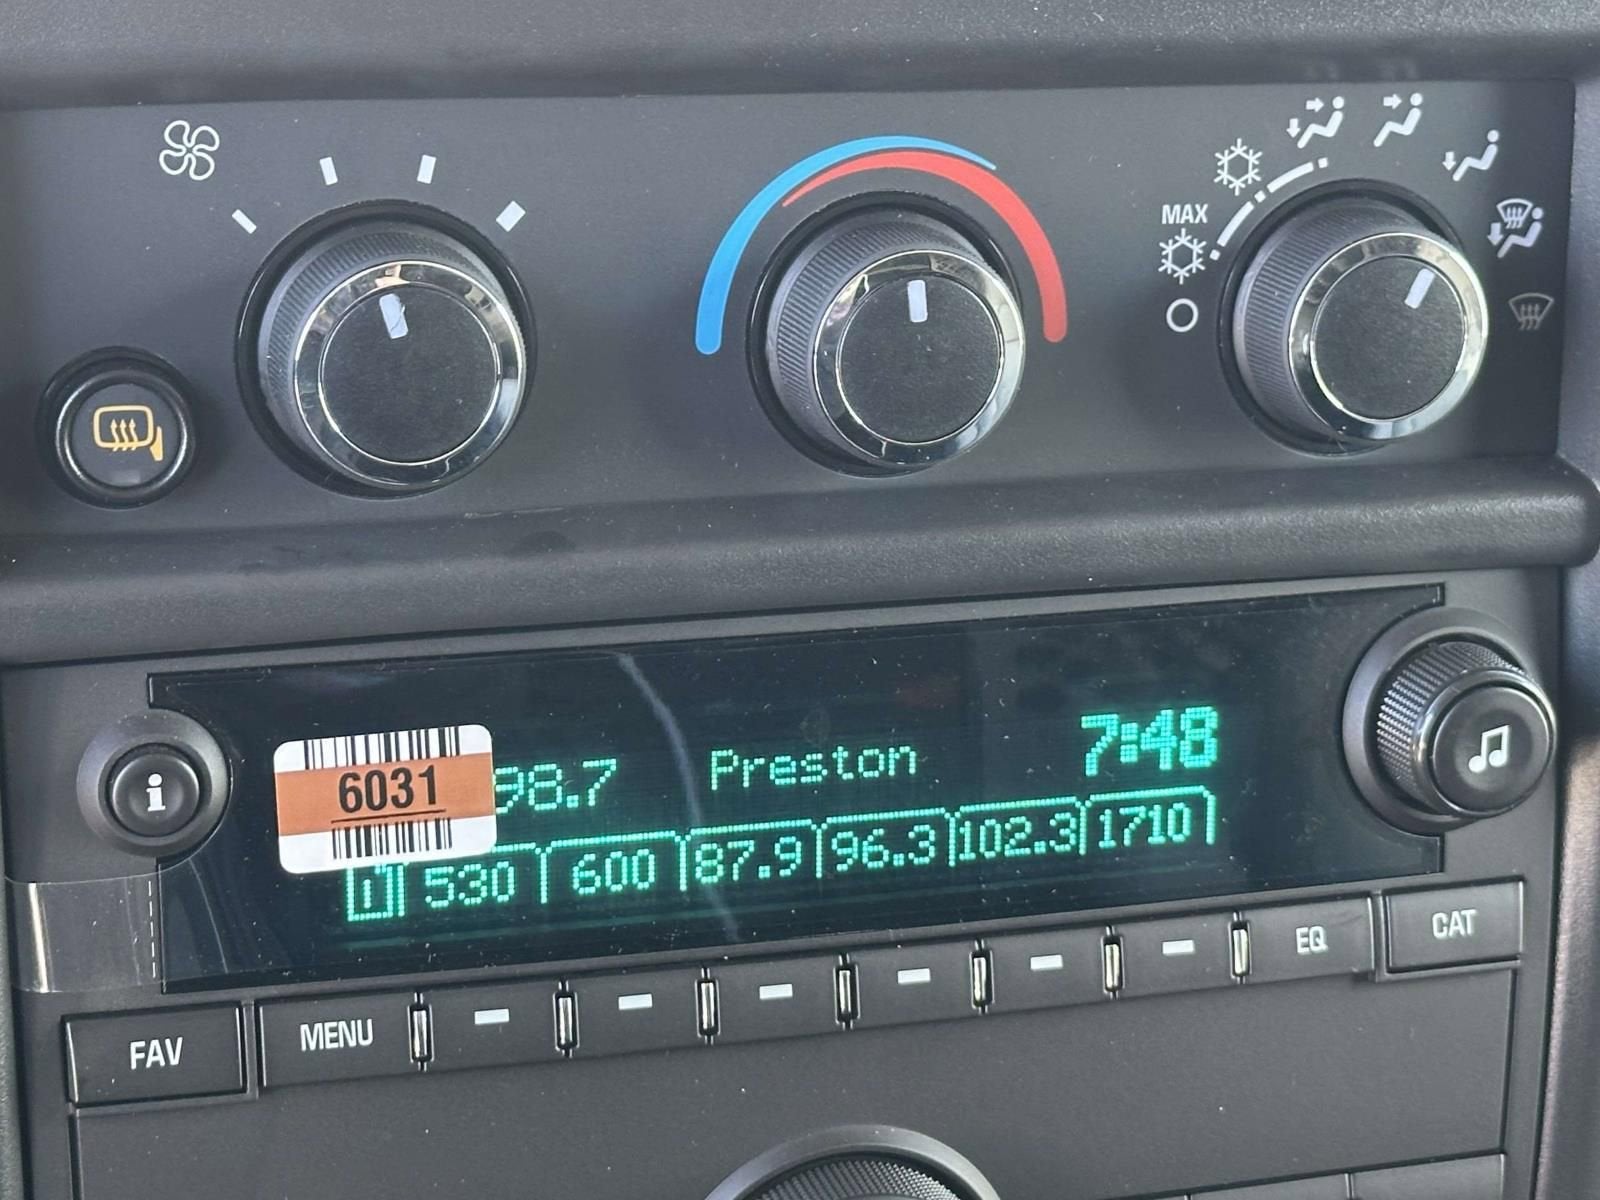 MAX
6031
98.7 Preston 7:48
1 530 600 87.9 96.3 102.3 1710
i
FAV MENU EQ CAT